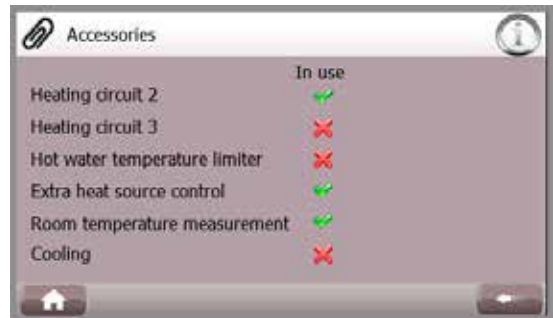 Accessories
In use
Heating circuit 2
Heating circuit 3
Hot water temperature limiter
Extra heat source control
Room temperature measurement
Cooling